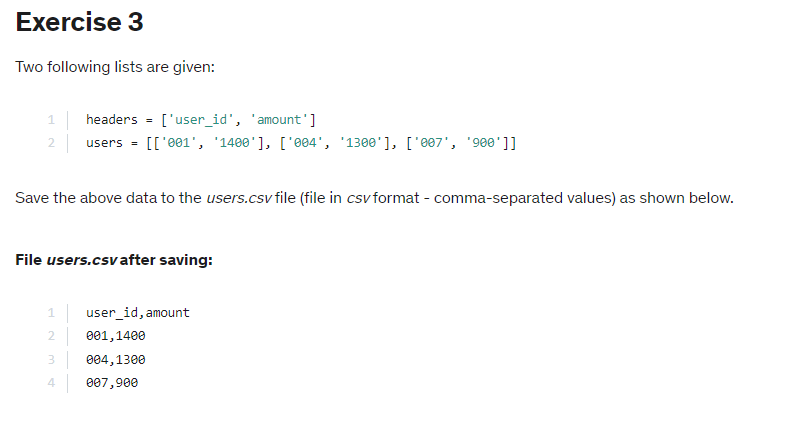 Exercise 3
Two following lists are given:
1 headers = ['user_id', 'amount']
2 users = [['001', '1400'], ['004', '1300'], ['007', '900']]
Save the above data to the users.csv file (file in csv format - comma-separated values) as shown below.
File users.csv after saving:
1 user_id,amount
2 001,1400
3 004,1300
4 007,900